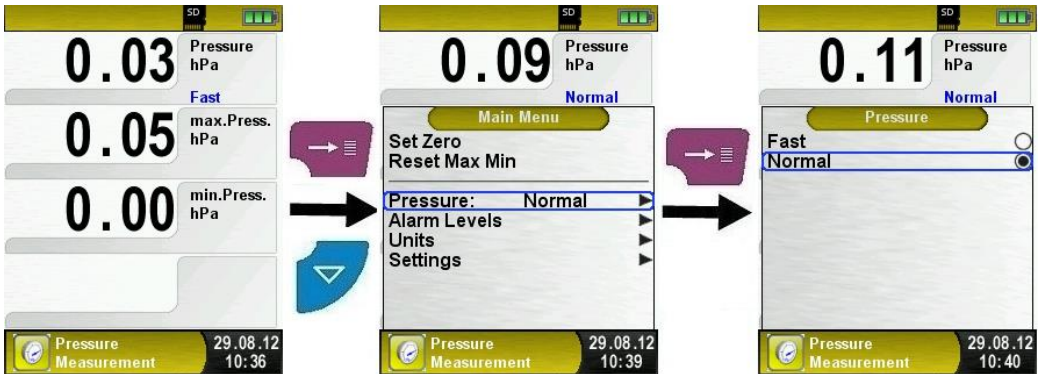 SD
0.03
Pressure
hPa
Fast
0.05
max.Press.
hPa
0.00
min.Press.
hPa
Pressure
Measurement
29.08.12
10:36
SD
0.09
Pressure
hPa
Normal
Main Menu
Set Zero
Reset Max Min
Pressure: Normal
Alarm Levels
Units
Settings
Pressure
Measurement
29.08.12
10:39
SD
0.11
Pressure
hPa
Normal
Pressure
Fast
Normal
Pressure
Measurement
29.08.12
10:40